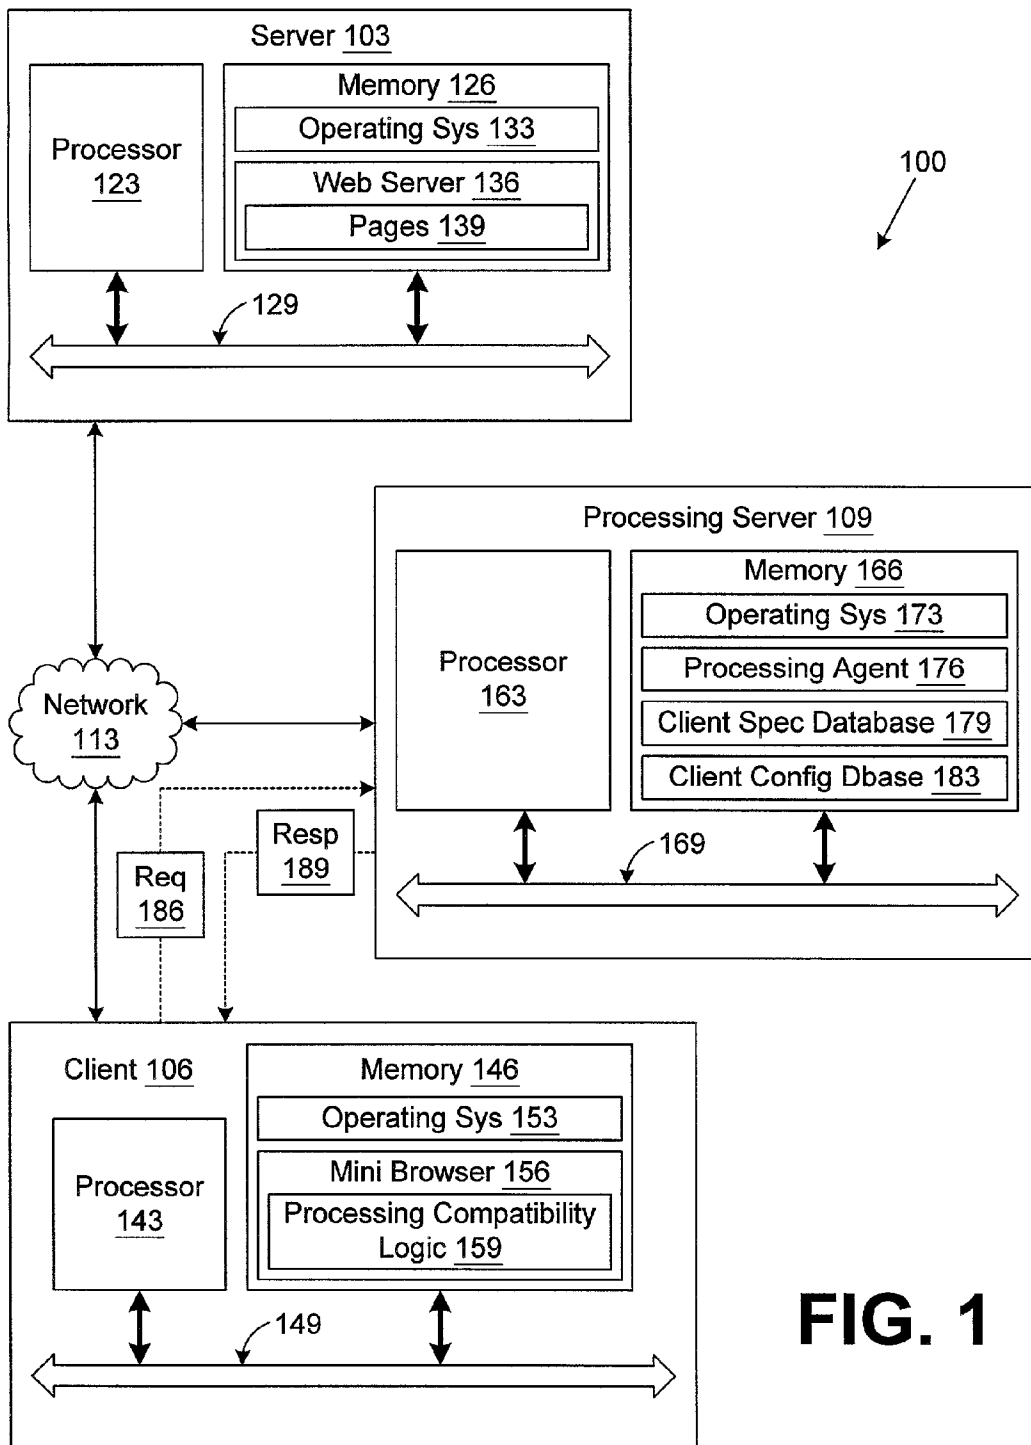 Server 103
Processor
123
Memory 126
Operating Sys 133
Web Server 136
Pages 139
129
100
Processing Server 109
Processor
163
Memory 166
Operating Sys 173
Processing Agent 176
Client Spec Database 179
Client Config Dbase 183
169
Network
113
Req
186
Resp
189
Client 106
Processor
143
Memory 146
Operating Sys 153
Mini Browser 156
Processing Compatibility
Logic 159
149
FIG. 1